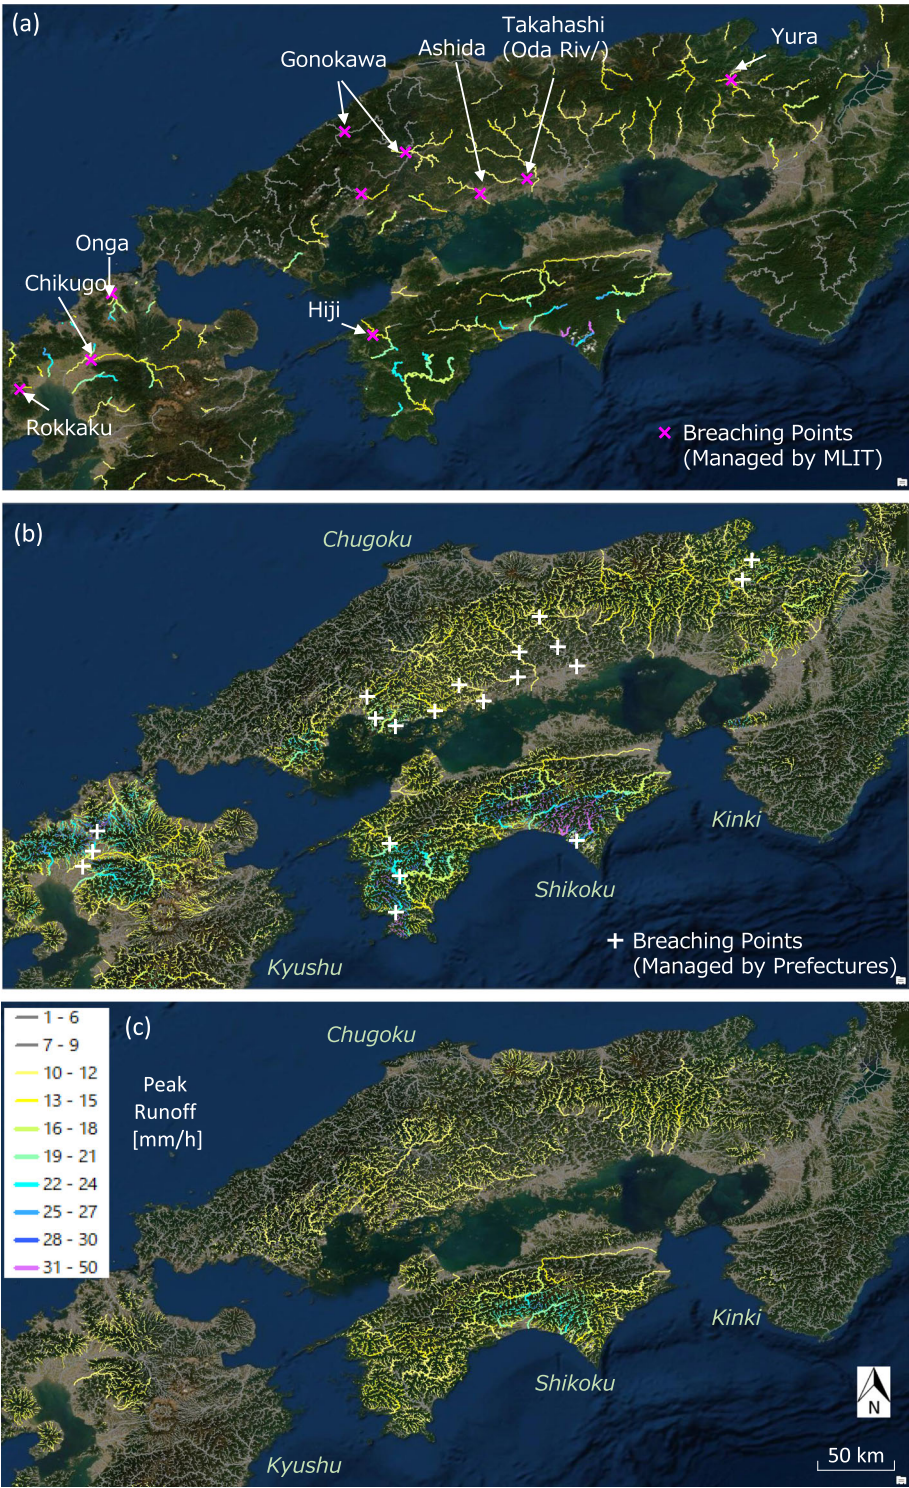 (a)
Takahashi
(Oda Riv/)
Ashida
Yura
Gonokawa
Onga
Chikugo
Hiji
Rokkaku
Breaching Points
(Managed by MLIT)
(b)
Chugoku
Kinki
Shikoku
Breaching Points
(Managed by Prefectures)
Kyushu
(c)
1 - 6
7 - 9
10 - 12
13 - 15
16 - 18
19 - 21
22 - 24
25 - 27
28 - 30
31 - 50
Peak
Runoff
[mm/h]
Chugoku
Kinki
Shikoku
Kyushu
N
50 km